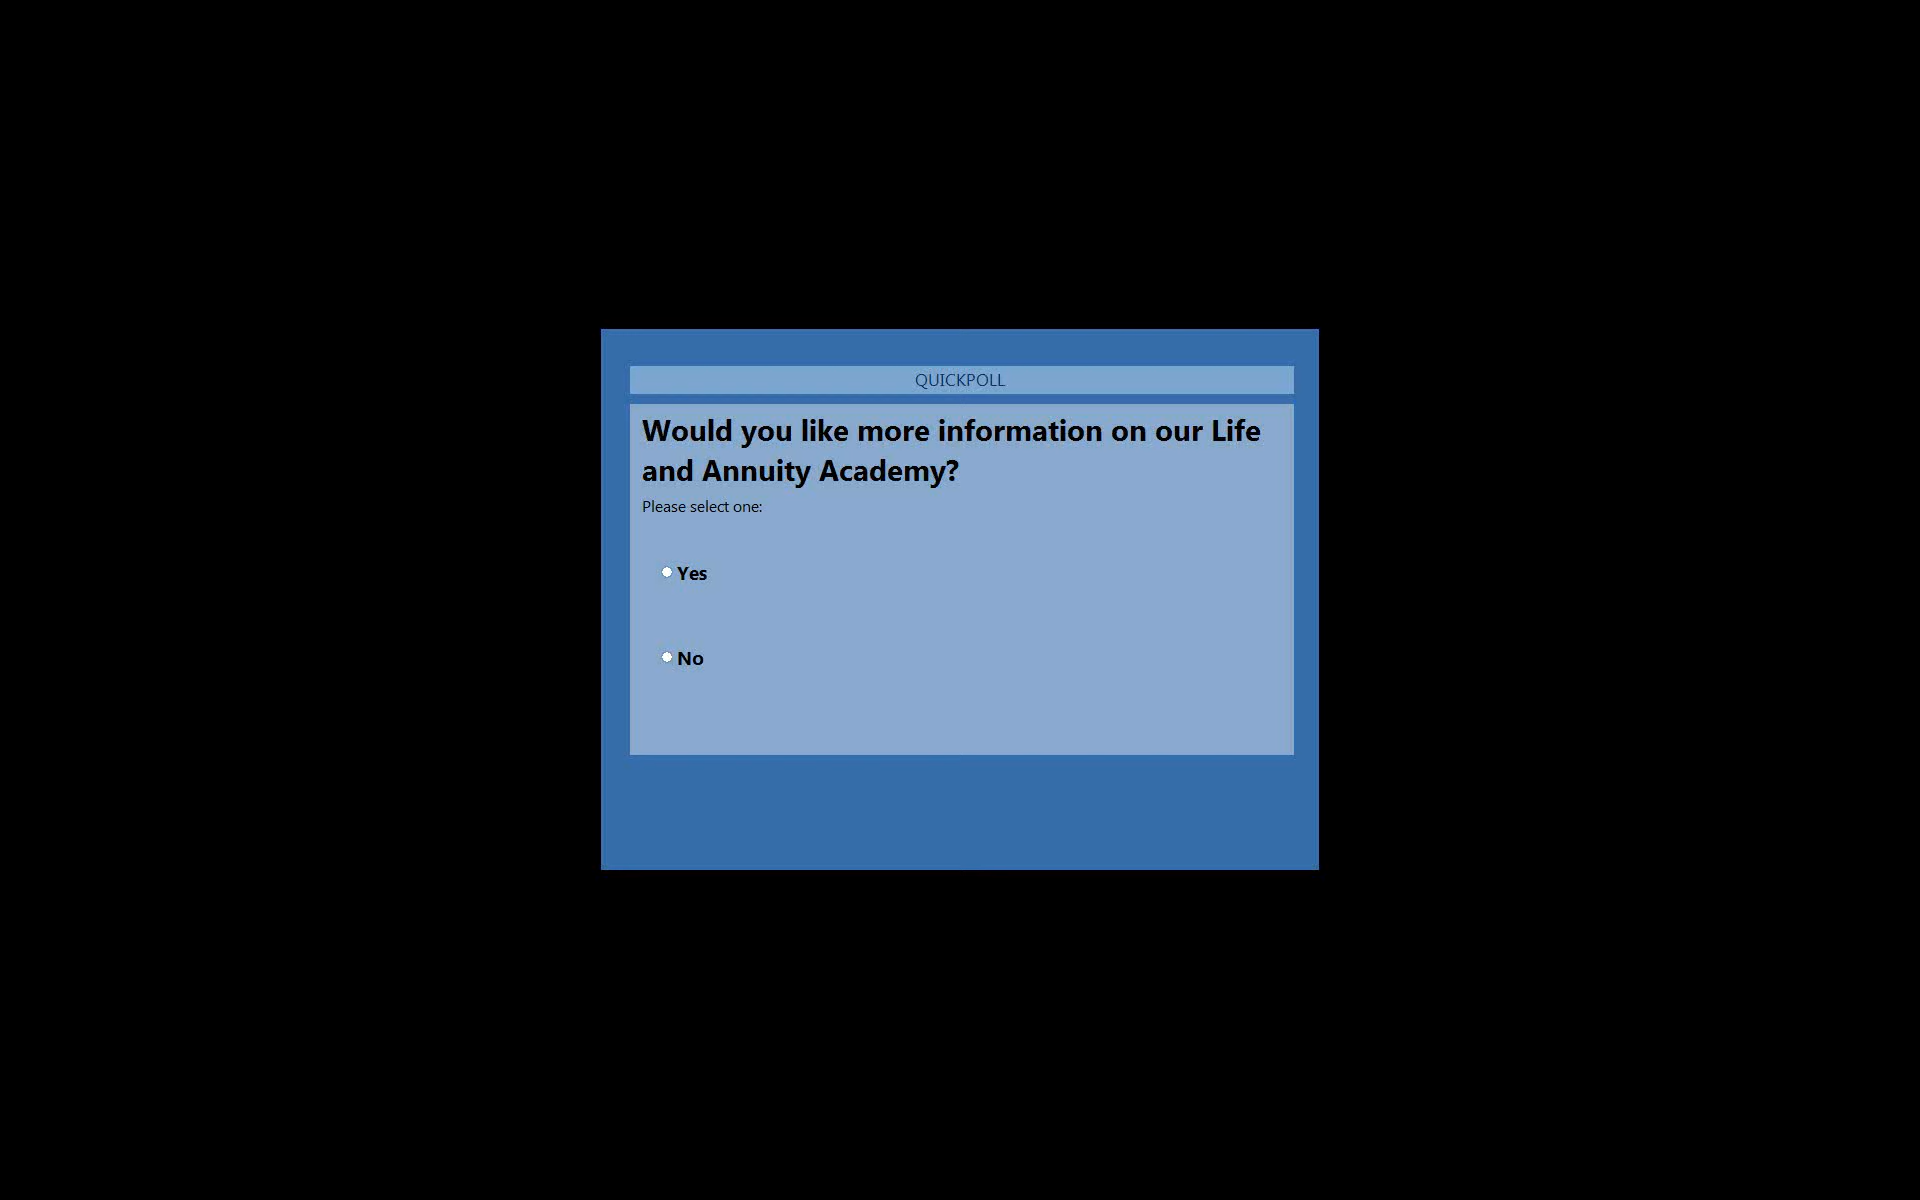 QUICKPOLL
Would you like more information on our Life
and Annuity Academy?
Please select one:
Yes
No